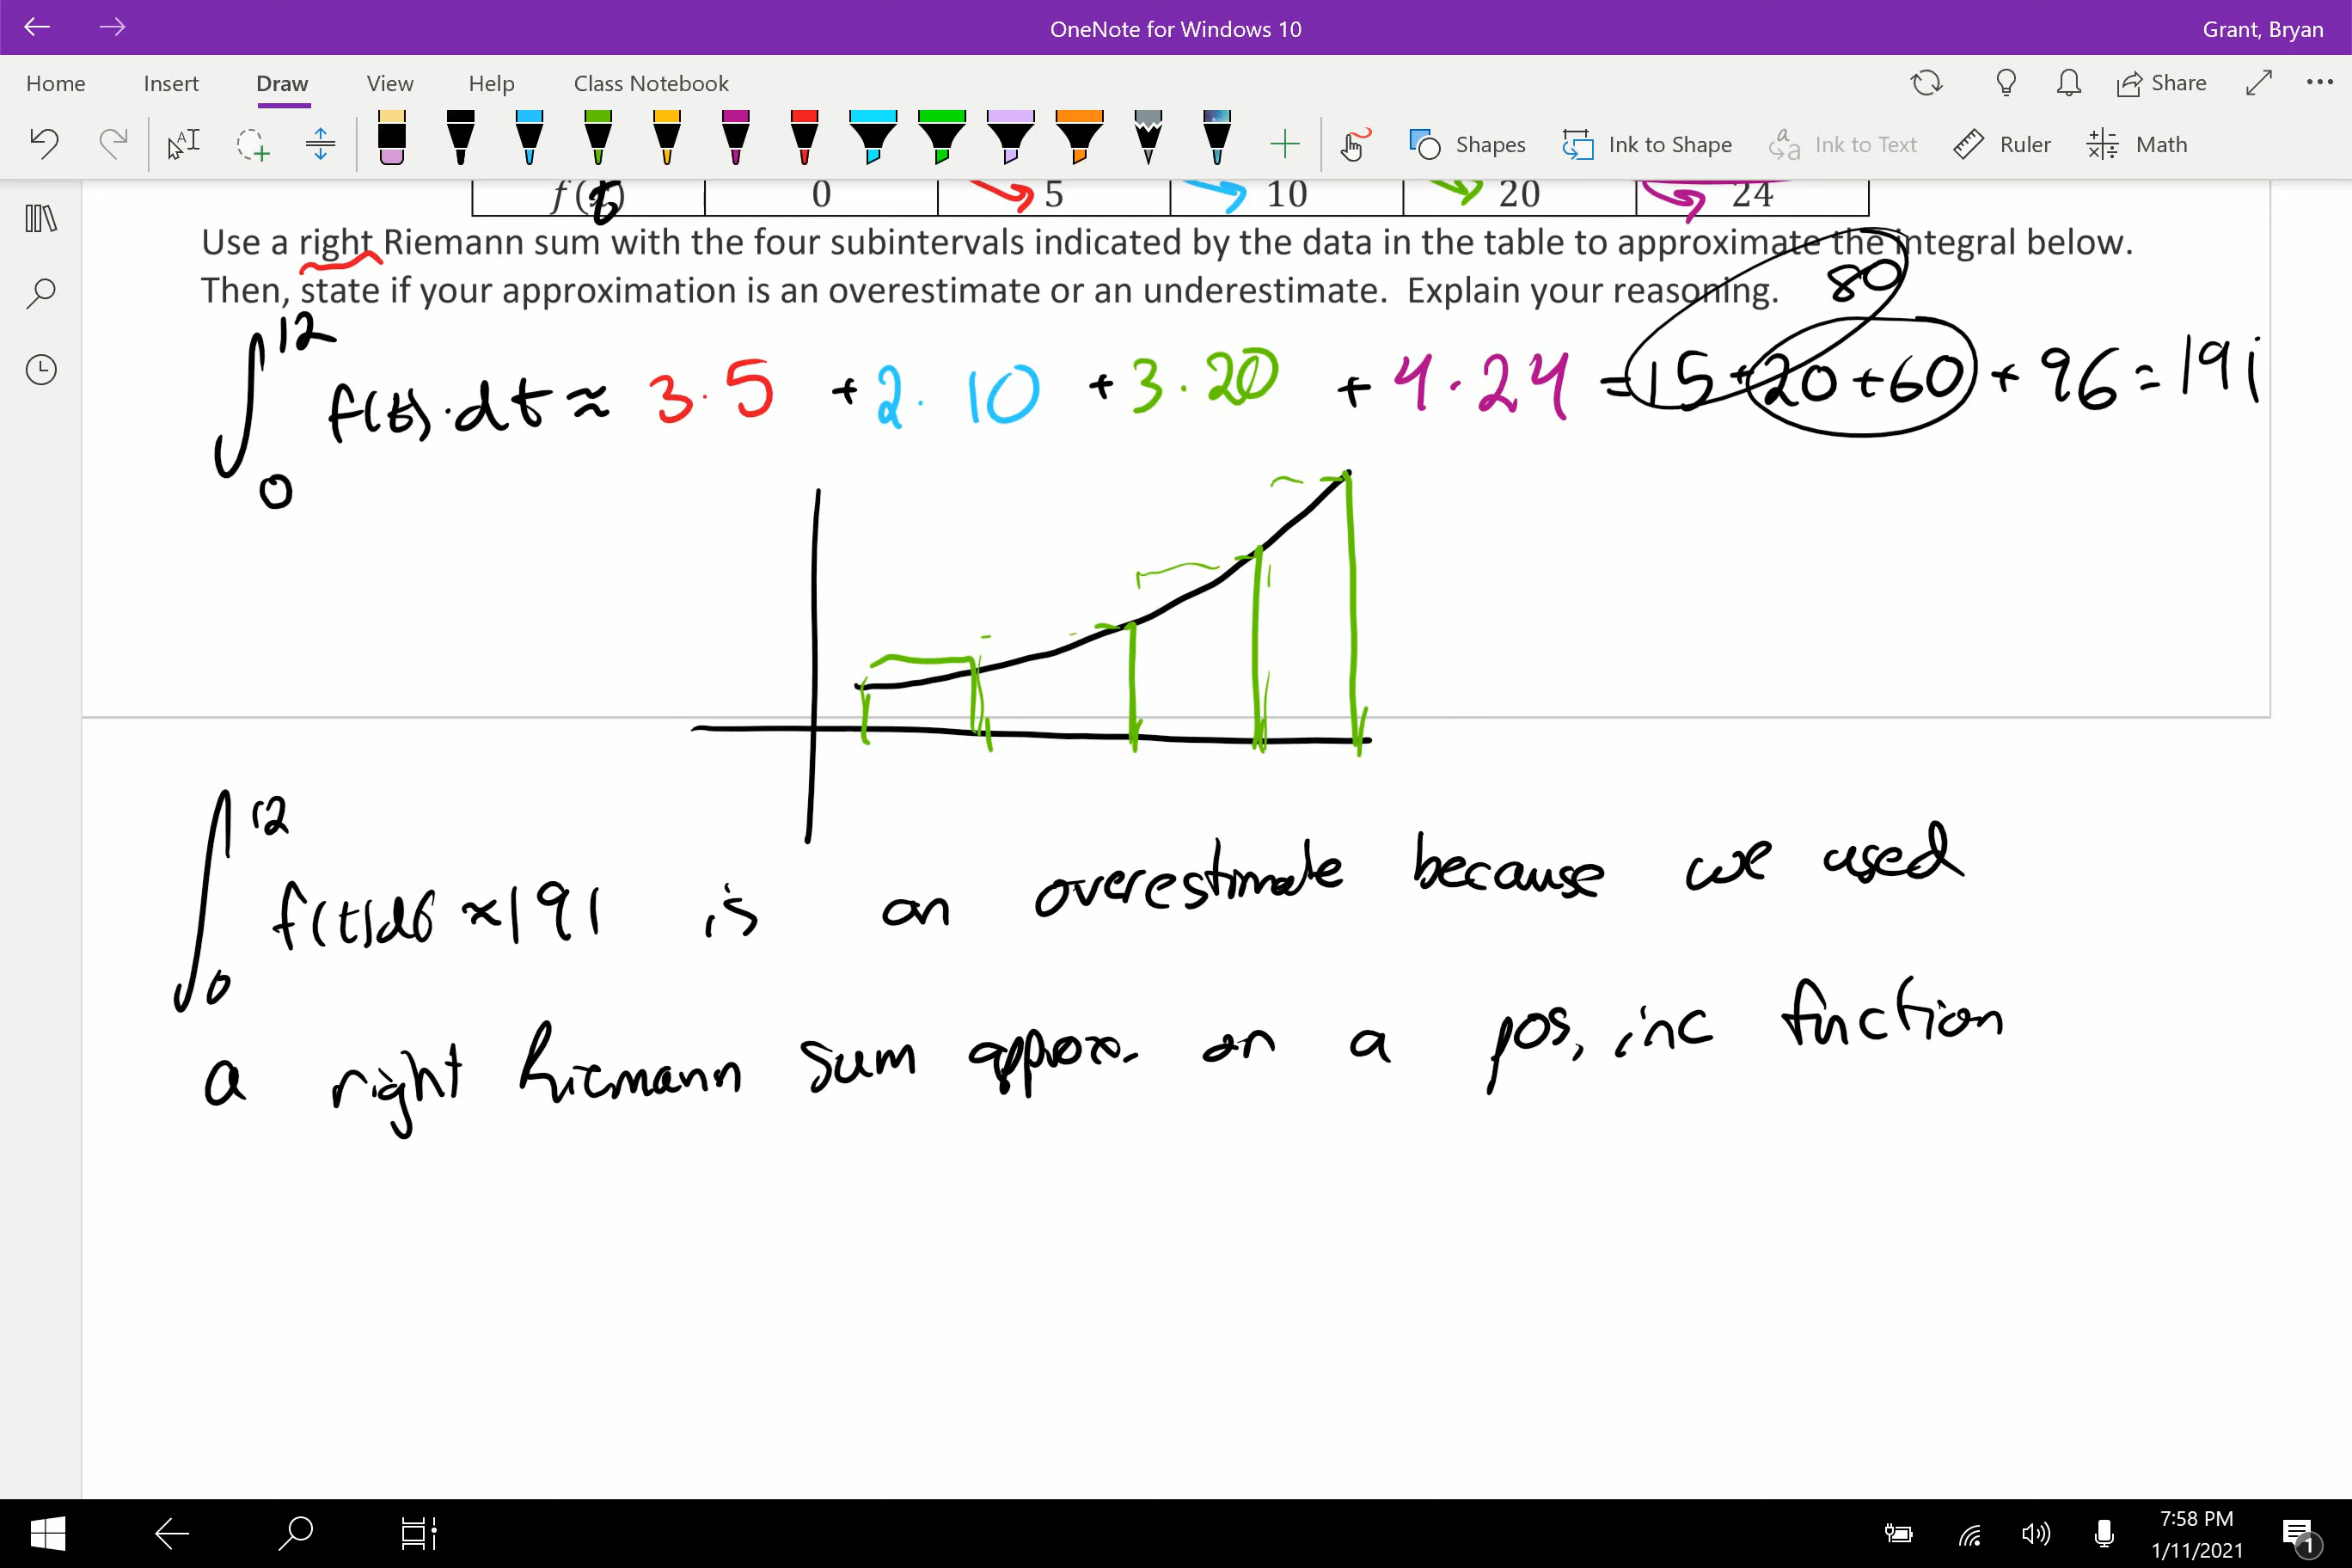 OneNote for Windows 10
Grant, Bryan
Home Insert Draw View Help Class Notebook Share
Shapes Ink to Shape Ink to Text Ruler Math
f(t) 0 5 10 20 24
Use a right Riemann sum with the four subintervals indicated by the data in the table to approximate the integral below.
Then, state if your approximation is an overestimate or an underestimate. Explain your reasoning.
80
∫₀¹² f(t)·dt ≈ 3·5 + 2·10 + 3·20 + 4·24 = 15+20+60 + 96 = 191
∫₀¹² f(t)dt ≈ 191 is an overestimate because we used
a right Riemann sum approx. on a pos, inc function
7:58 PM
1/11/2021
1